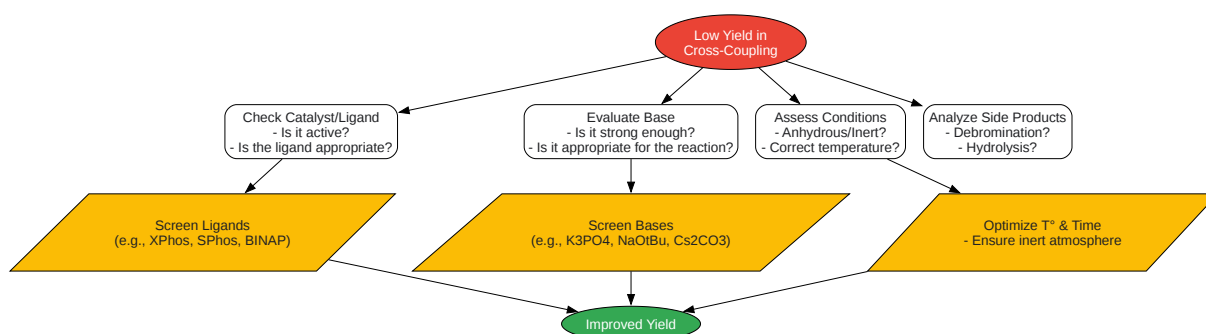 Low Yield in
Cross-Coupling
Check Catalyst/Ligand
- Is it active?
- Is the ligand appropriate?
Evaluate Base
- Is it strong enough?
- Is it appropriate for the reaction?
Assess Conditions
- Anhydrous/Inert?
- Correct temperature?
Analyze Side Products
- Debromination?
- Hydrolysis?
Screen Ligands
(e.g., XPhos, SPhos, BINAP)
Screen Bases
(e.g., K3PO4, NaOtBu, Cs2CO3)
Optimize T° & Time
- Ensure inert atmosphere
Improved Yield